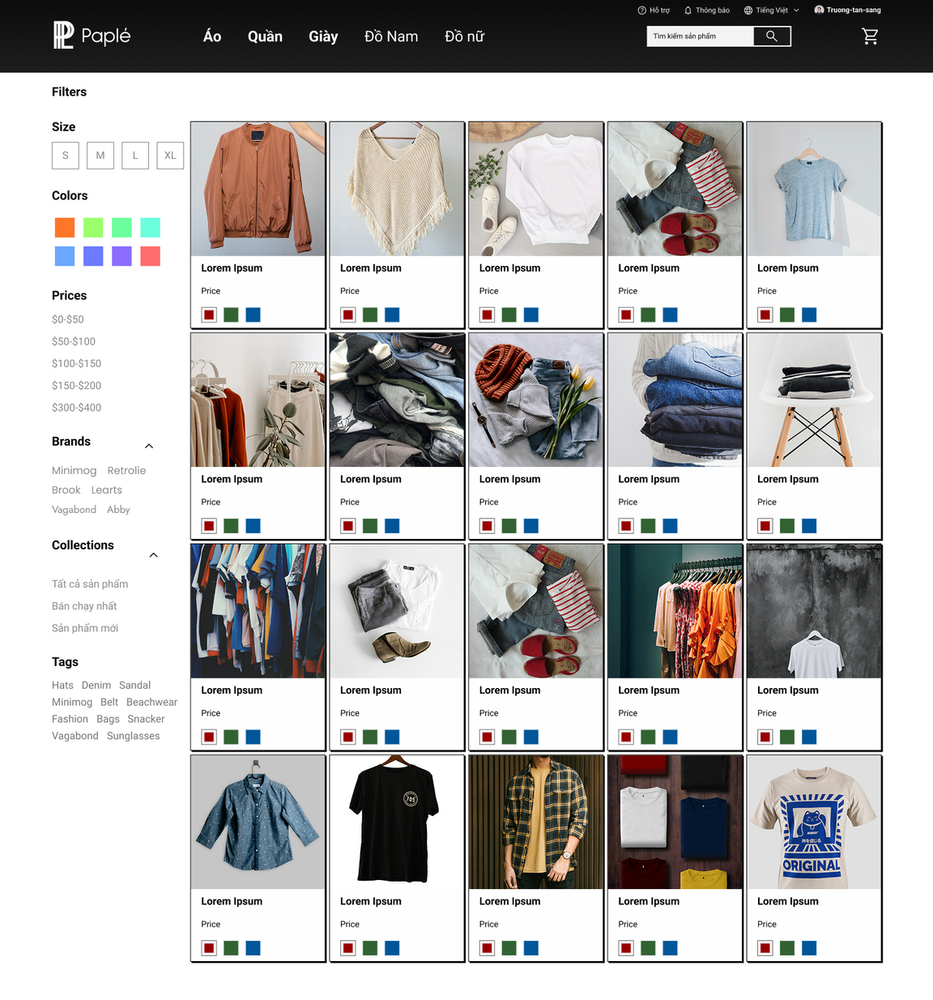 Hỗ trợ Thông báo Tiếng Việt Truong-tan-sang
Paplé Áo Quần Giày Đồ Nam Đồ nữ Tìm kiếm sản phẩm
Filters
Size
S M L XL
Colors
Prices
$0-$50
$50-$100
$100-$150
$150-$200
$300-$400
Brands
Minimog Retrolie
Brook Learts
Vagabond Abby
Collections
Tất cả sản phẩm
Bán chạy nhất
Sản phẩm mới
Tags
Hats Denim Sandal
Minimog Belt Beachwear
Fashion Bags Snacker
Vagabond Sunglasses
Lorem Ipsum Lorem Ipsum Lorem Ipsum Lorem Ipsum Lorem Ipsum
Price Price Price Price Price
Lorem Ipsum Lorem Ipsum Lorem Ipsum Lorem Ipsum Lorem Ipsum
Price Price Price Price Price
Lorem Ipsum Lorem Ipsum Lorem Ipsum Lorem Ipsum Lorem Ipsum
Price Price Price Price Price
705
ORIGINAL
Lorem Ipsum Lorem Ipsum Lorem Ipsum Lorem Ipsum Lorem Ipsum
Price Price Price Price Price